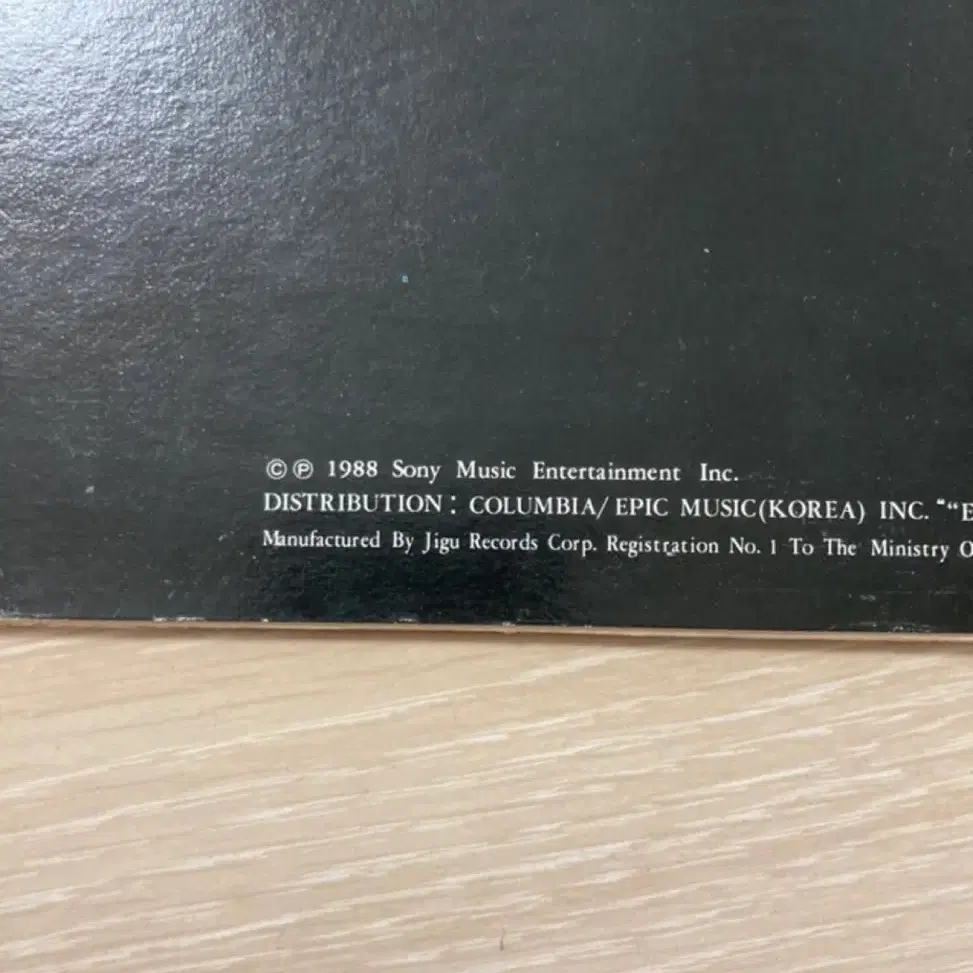 © ℗ 1988 Sony Music Entertainment Inc.
DISTRIBUTION : COLUMBIA/ EPIC MUSIC(KOREA) INC. "“E
Manufactured By Jigu Records Corp. Registration No. 1 To The Ministry O